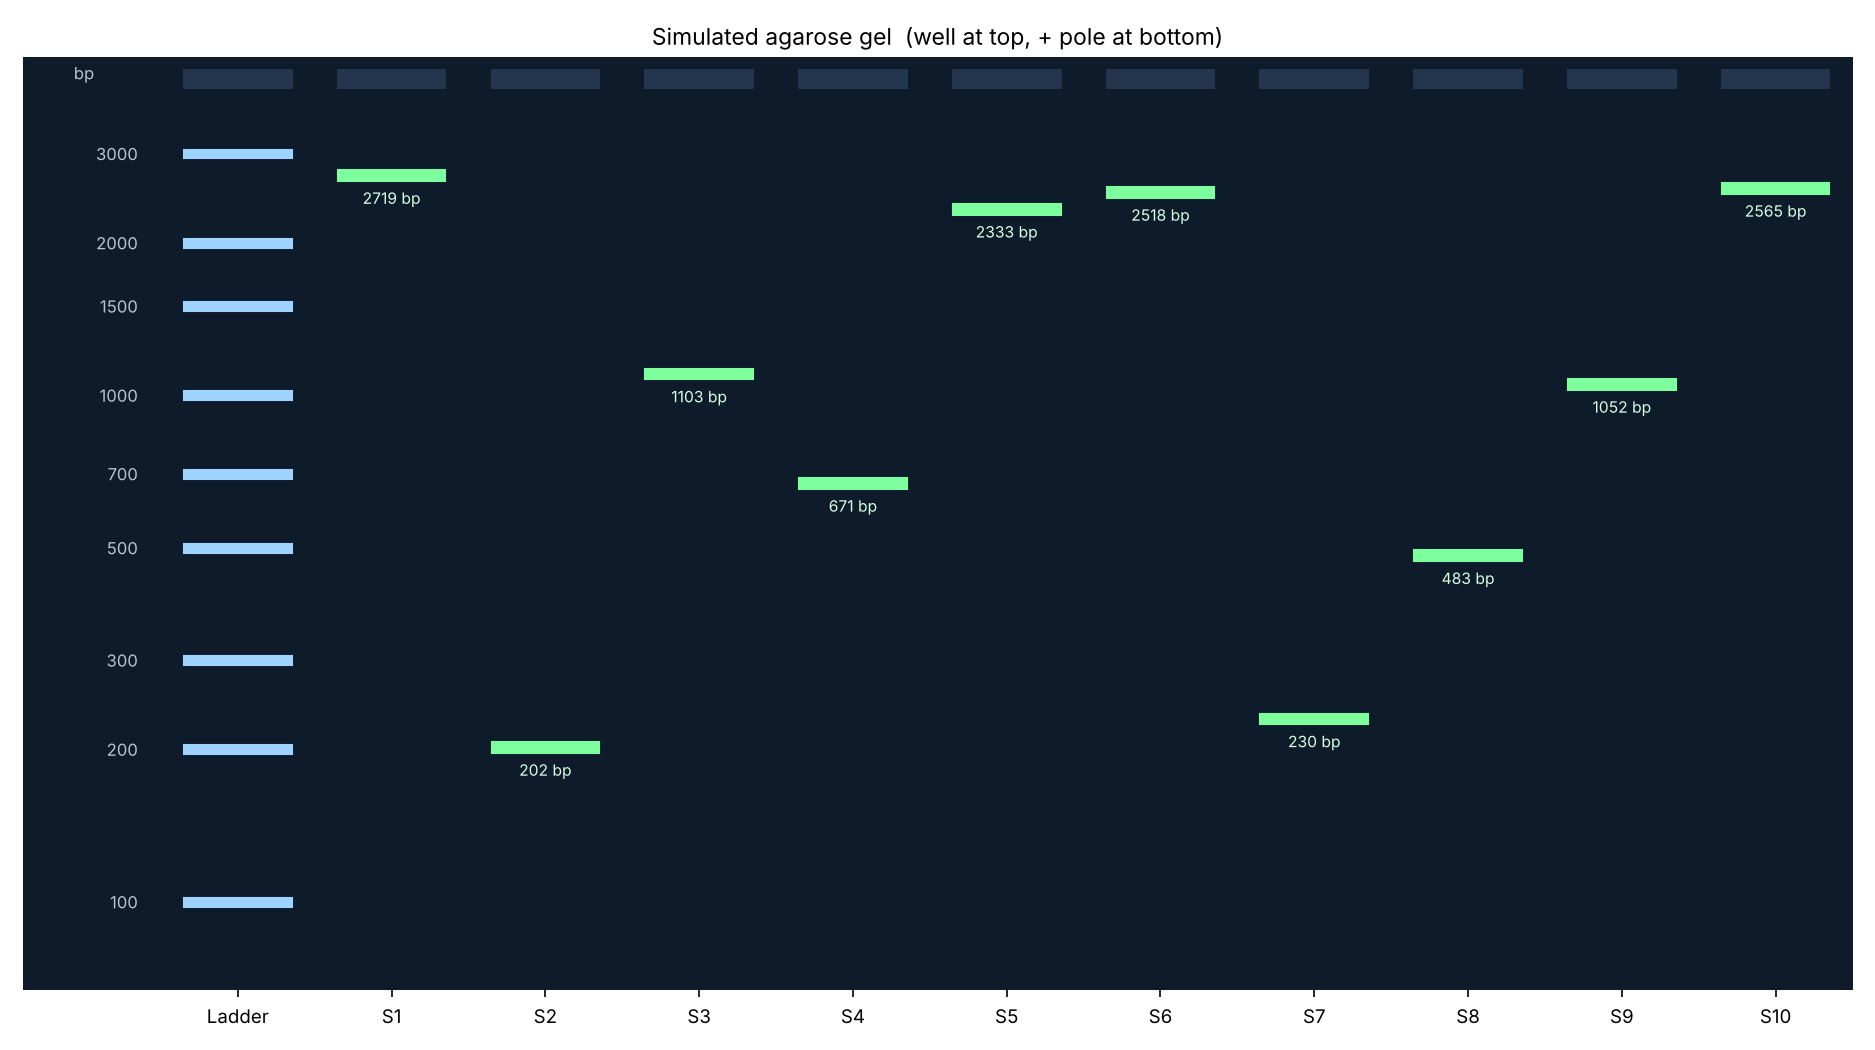 Simulated agarose gel  (well at top, + pole at bottom)
bp
3000
2719 bp
2565 bp
2518 bp
2333 bp
2000
1500
1103 bp
1000
1052 bp
700
671 bp
500
483 bp
300
230 bp
200
202 bp
100
Ladder S1 S2 S3 S4 S5 S6 S7 S8 S9 S10